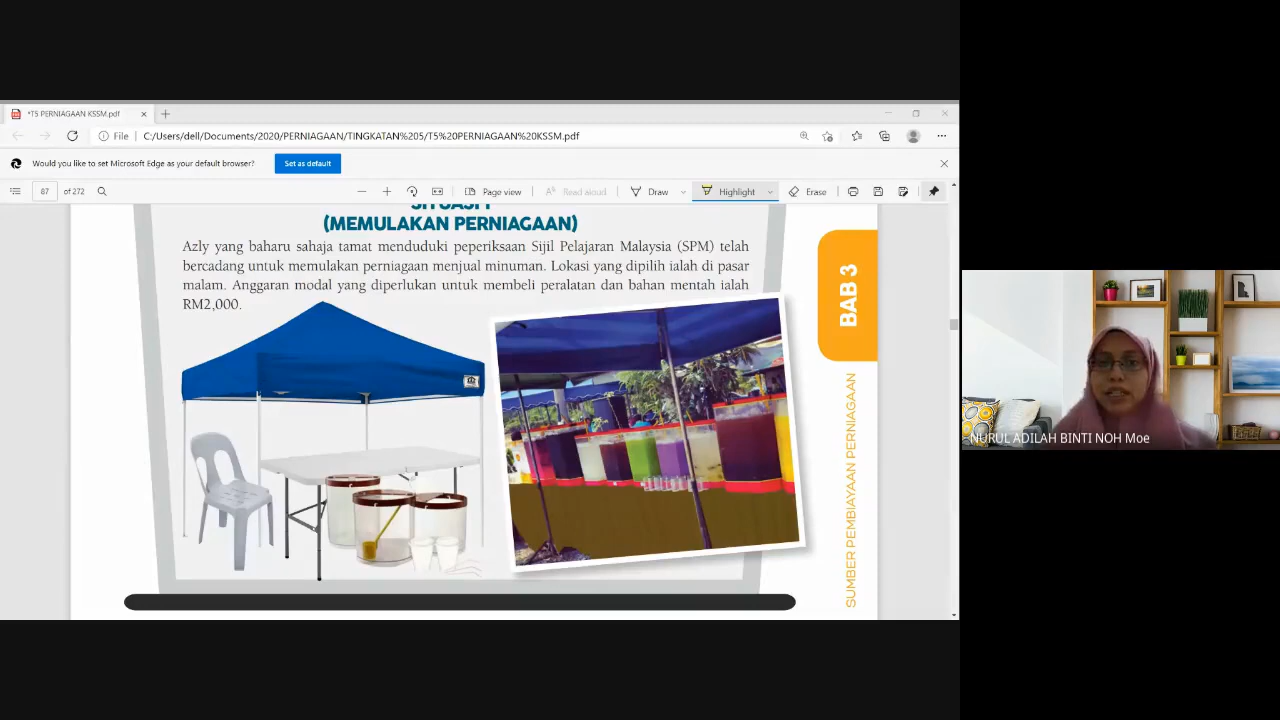 *T5 PERNIAGAAN KSSM.pdf
File
C:/Users/dell/Documents/2020/PERNIAGAAN/TINGKATAN%205/T5%20PERNIAGAAN%20KSSM.pdf
Would you like to set Microsoft Edge as your default browser?
Set as default
87 of 272
Page view
Read aloud
Draw
Highlight
Erase
SITUASI 1
(MEMULAKAN PERNIAGAAN)
Azly yang baharu sahaja tamat menduduki peperiksaan Sijil Pelajaran Malaysia (SPM) telah
bercadang untuk memulakan perniagaan menjual minuman. Lokasi yang dipilih ialah di pasar
malam. Anggaran modal yang diperlukan untuk membeli peralatan dan bahan mentah ialah
RM2,000.
BAB 3
SUMBER PEMBIAYAAN PERNIAGAAN
NURUL ADILAH BINTI NOH Moe